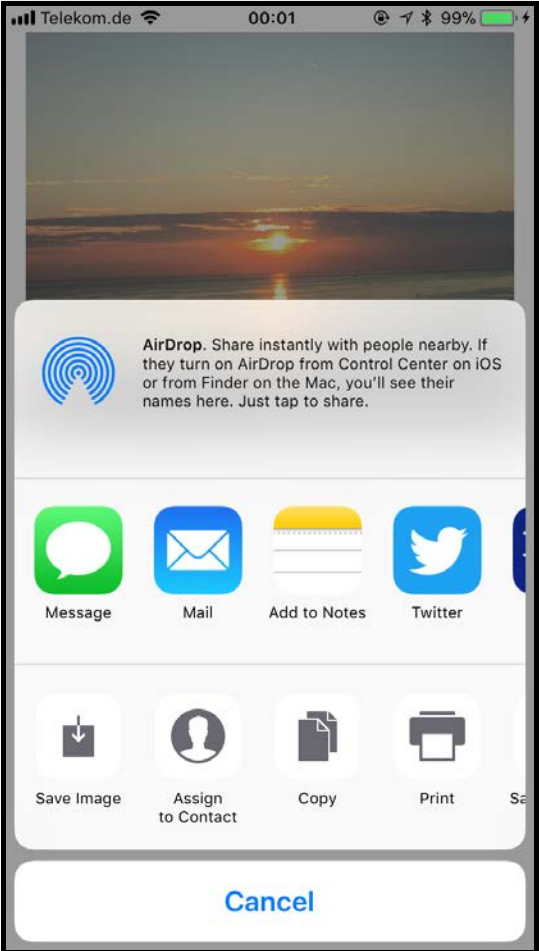 Telekom.de 00:01 99%
AirDrop. Share instantly with people nearby. If
they turn on AirDrop from Control Center on iOS
or from Finder on the Mac, you’ll see their
names here. Just tap to share.
Message Mail Add to Notes Twitter
Save Image Assign to Contact Copy Print Sa
Cancel